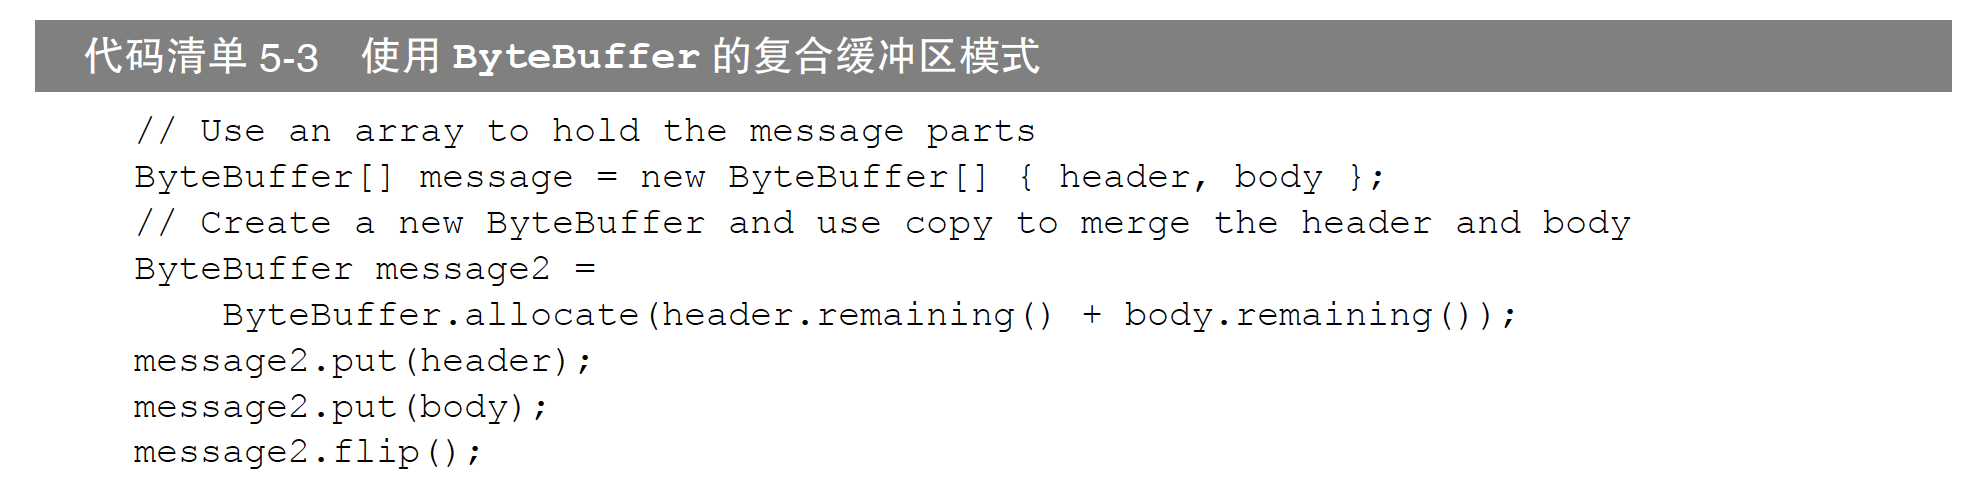 代码清单 5-3 使用 ByteBuffer 的复合缓冲区模式
// Use an array to hold the message parts
ByteBuffer[] message = new ByteBuffer[] { header, body };
// Create a new ByteBuffer and use copy to merge the header and body
ByteBuffer message2 =
    ByteBuffer.allocate(header.remaining() + body.remaining());
message2.put(header);
message2.put(body);
message2.flip();